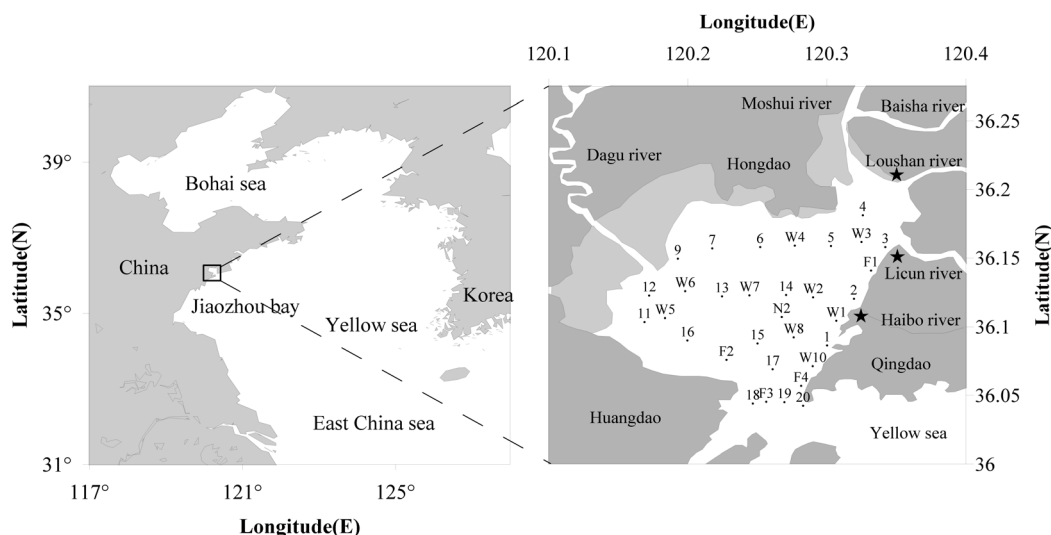 Longitude(E)
120.1 120.2 120.3 120.4
39°
35°
31°
Latitude(N)
Bohai sea
China
Jiaozhou bay
Yellow sea
Korea
East China sea
117° 121° 125°
Longitude(E)
Moshui river
Baisha river
36.25
Dagu river
Hongdao
Loushan river
36.2
4
9 7 6 W4 5 W3 3
36.15
F1
Licun river
12 W6 13 W7 14 W2 2
11 W5 N2 W1
Haibo river
36.1
16 15 W8 1
F2 17 W10
Qingdao
F4
36.05
18 F3 19 20
Huangdao
Yellow sea
36
Latitude(N)